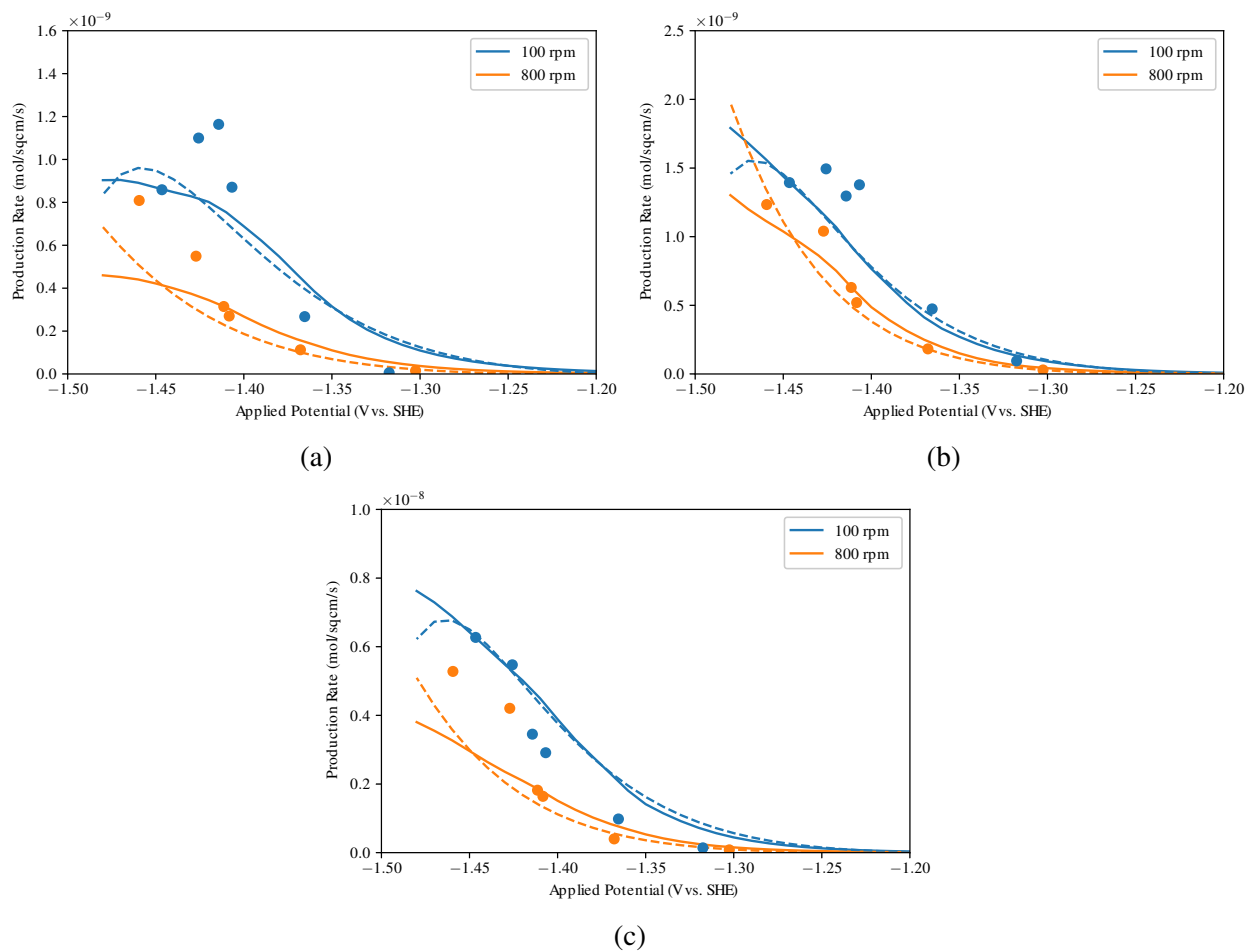 ×10⁻⁹
1.6
1.4
1.2
1.0
0.8
0.6
0.4
0.2
0.0
Production Rate (mol/sqcm/s)
100 rpm
800 rpm
−1.50 −1.45 −1.40 −1.35 −1.30 −1.25 −1.20
Applied Potential (V vs. SHE)
(a)
×10⁻⁹
2.5
2.0
1.5
1.0
0.5
0.0
Production Rate (mol/sqcm/s)
100 rpm
800 rpm
−1.50 −1.45 −1.40 −1.35 −1.30 −1.25 −1.20
Applied Potential (V vs. SHE)
(b)
×10⁻⁸
1.0
0.8
0.6
0.4
0.2
0.0
Production Rate (mol/sqcm/s)
100 rpm
800 rpm
−1.50 −1.45 −1.40 −1.35 −1.30 −1.25 −1.20
Applied Potential (V vs. SHE)
(c)